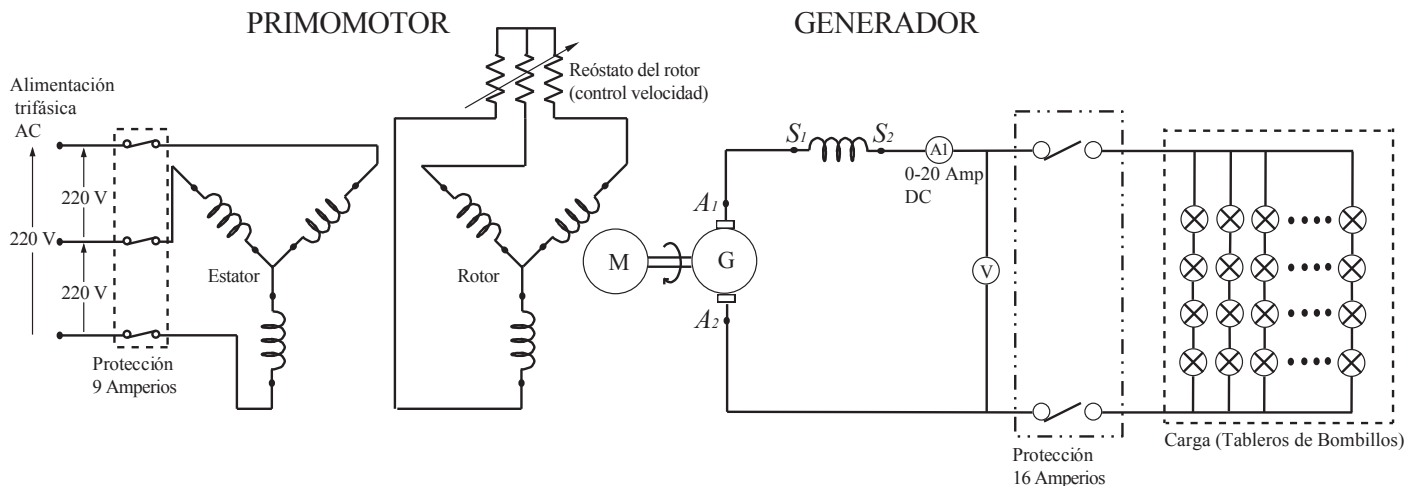 PRIMOMOTOR
GENERADOR
Alimentación
trifásica
AC
Reóstato del rotor
(control velocidad)
220 V
220 V
220 V
Estator
Rotor
Protección
9 Amperios
S1
S2
A1
0-20 Amp
DC
A1
M
G
V
A2
Protección
16 Amperios
Carga (Tableros de Bombillos)